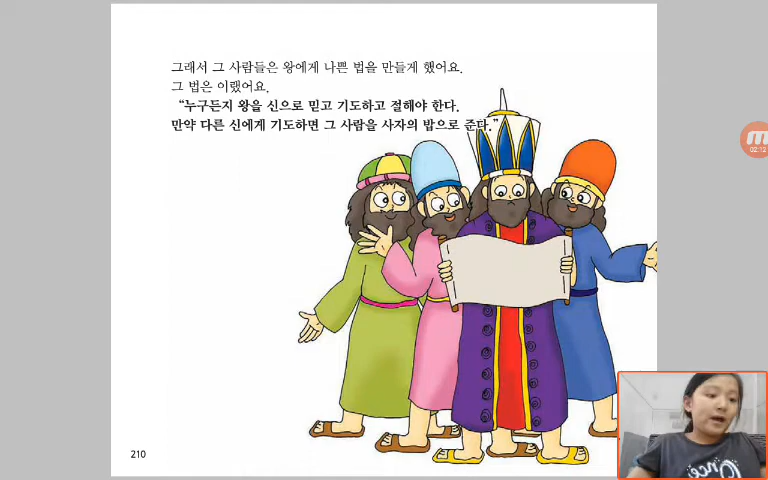 그래서 그 사람들은 왕에게 나쁜 법을 만들게 했어요.
그 법은 이랬어요.
“누구든지 왕을 신으로 믿고 기도하고 절해야 한다.
만약 다른 신에게 기도하면 그 사람을 사자의 밥으로 준다.”
210
02:12
Once